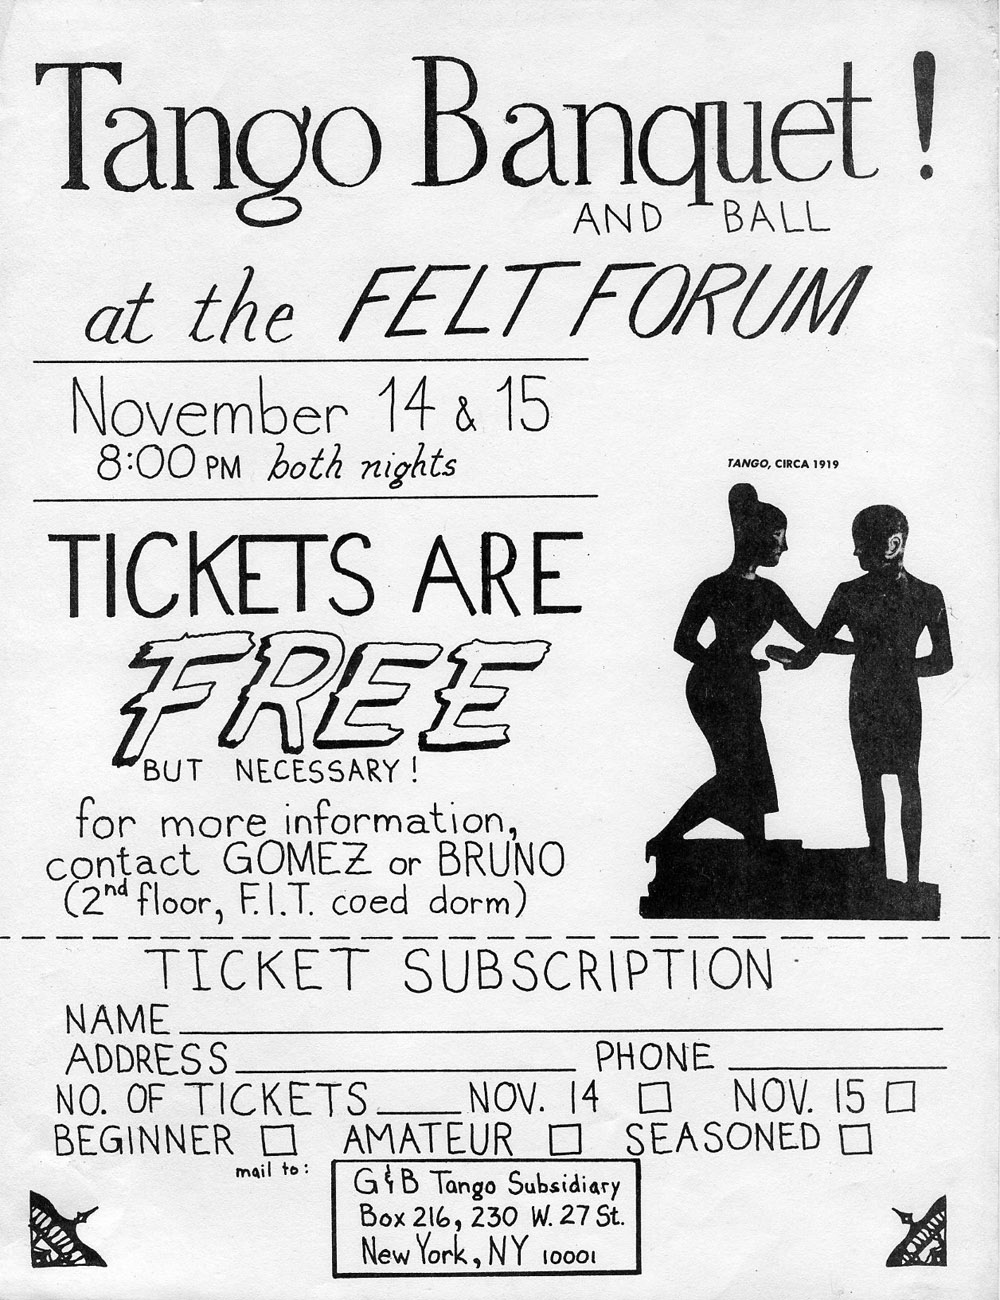 Tango Banquet!
AND BALL
at the FELT FORUM
November 14 & 15
8:00 PM both nights
TANGO, CIRCA 1919
TICKETS ARE
FREE
BUT NECESSARY!
for more information,
contact GOMEZ or BRUNO
(2nd floor, F.I.T. coed dorm)
TICKET SUBSCRIPTION
NAME
ADDRESS PHONE
NO. OF TICKETS NOV. 14 NOV. 15
BEGINNER AMATEUR SEASONED
mail to:
G&B Tango Subsidiary
Box 216, 230 W. 27 St.
New York, NY 10001